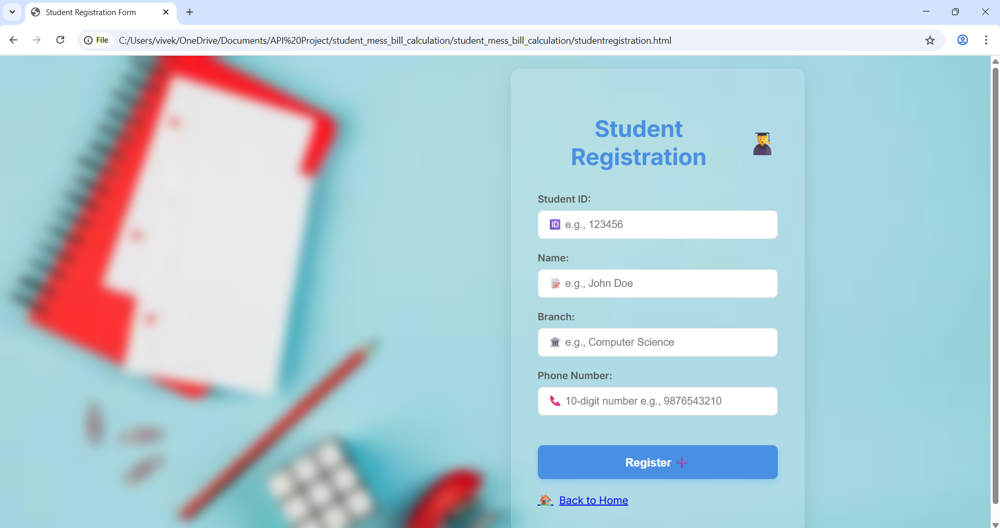 Student Registration Form
File
C:/Users/vivek/OneDrive/Documents/API%20Project/student_mess_bill_calculation/student_mess_bill_calculation/studentregistration.html
Student
Registration
Student ID:
ID e.g., 123456
Name:
e.g., John Doe
Branch:
e.g., Computer Science
Phone Number:
10-digit number e.g., 9876543210
Register
Back to Home